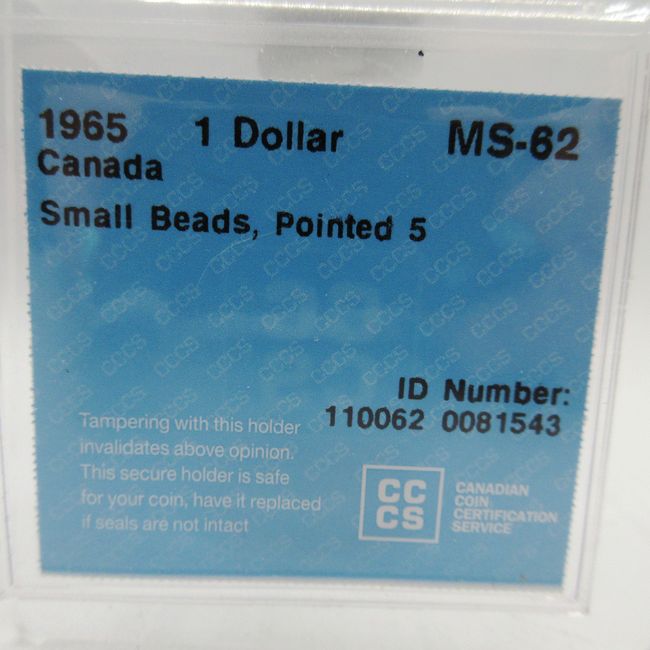 1965 1 Dollar MS-62
Canada
Small Beads, Pointed 5
ID Number:
110062 0081543
Tampering with this holder
invalidates above opinion.
This secure holder is safe
for your coin, have it replaced
if seals are not intact
CC
CS
CANADIAN
COIN
CERTIFICATION
SERVICE